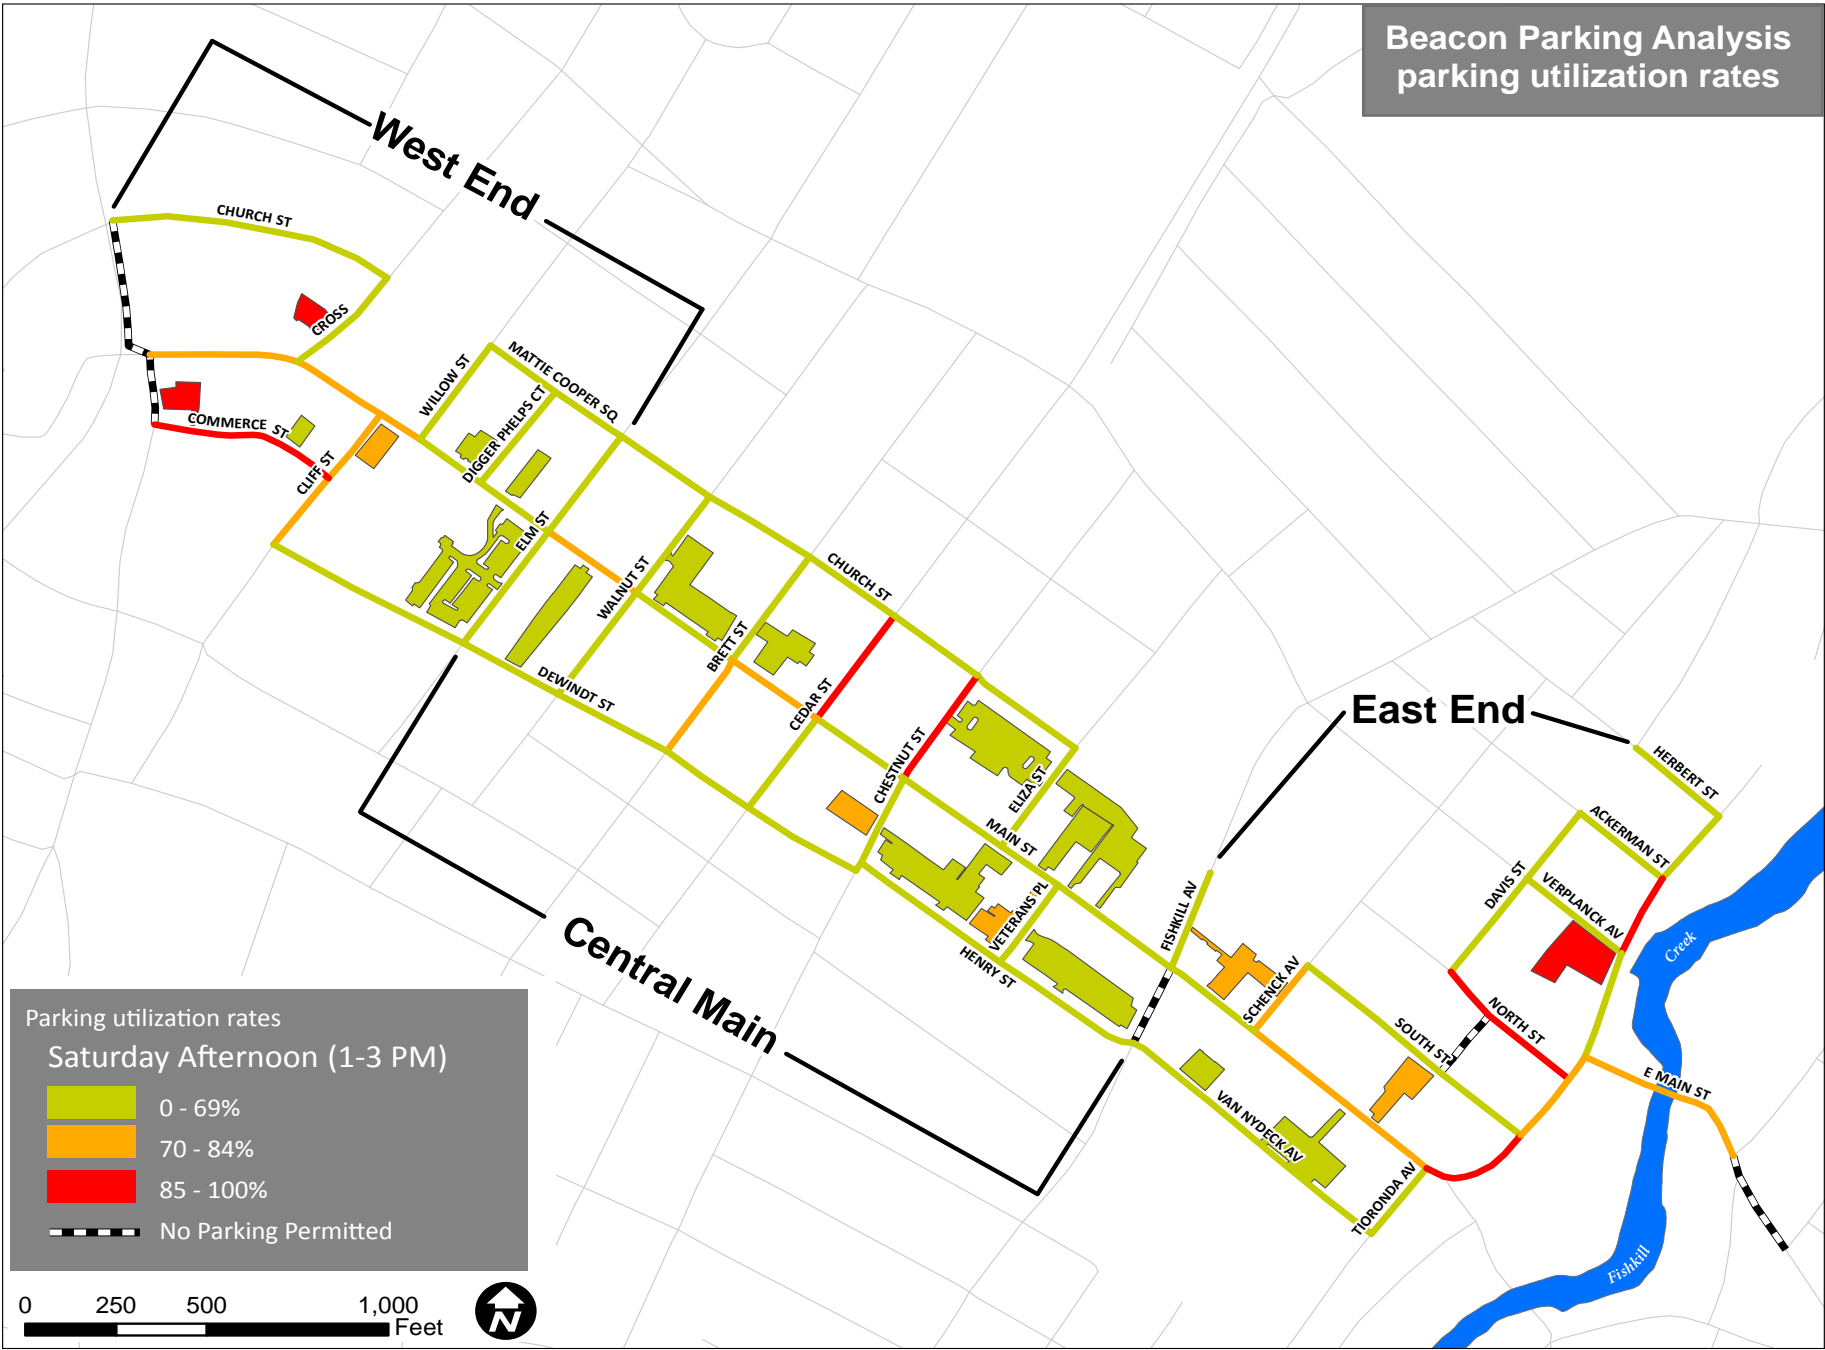 Beacon Parking Analysis
parking utilization rates
West End
CHURCH ST
CROSS
WILLOW ST
MATTIE COOPER SQ
DIGGER PHELPS CT
COMMERCE ST
CLIFF ST
ELM ST
WALNUT ST
CHURCH ST
BRETT ST
DEWINDT ST
CEDAR ST
CHESTNUT ST
ELIZA ST
MAIN ST
East End
HERBERT ST
ACKERMAN ST
DAVIS ST
VERPLANCK AV
FISHKILL AV
VETERANS PL
HENRY ST
Central Main
SCHENCK AV
SOUTH ST
NORTH ST
Creek
E MAIN ST
VAN NYDECK AV
TIORONDA AV
Fishkill
Parking utilization rates
Saturday Afternoon (1-3 PM)
0 - 69%
70 - 84%
85 - 100%
No Parking Permitted
0 250 500 1,000
Feet
N